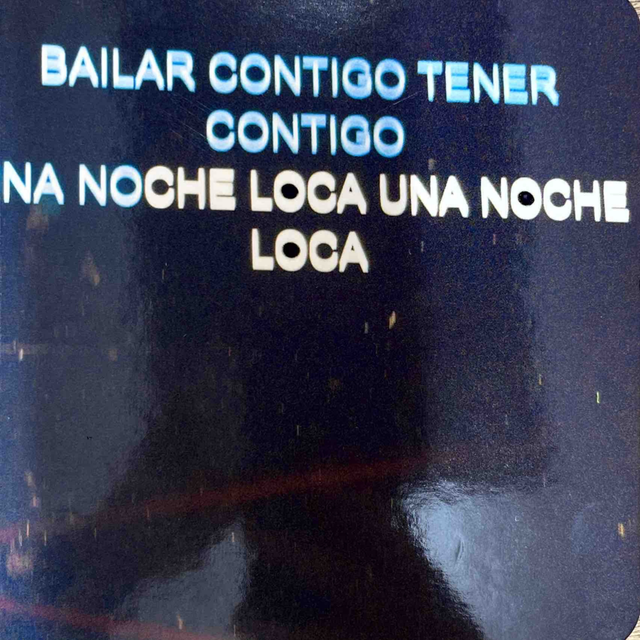 BAILAR CONTIGO TENER
CONTIGO
NA NOCHE LOCA UNA NOCHE
LOCA